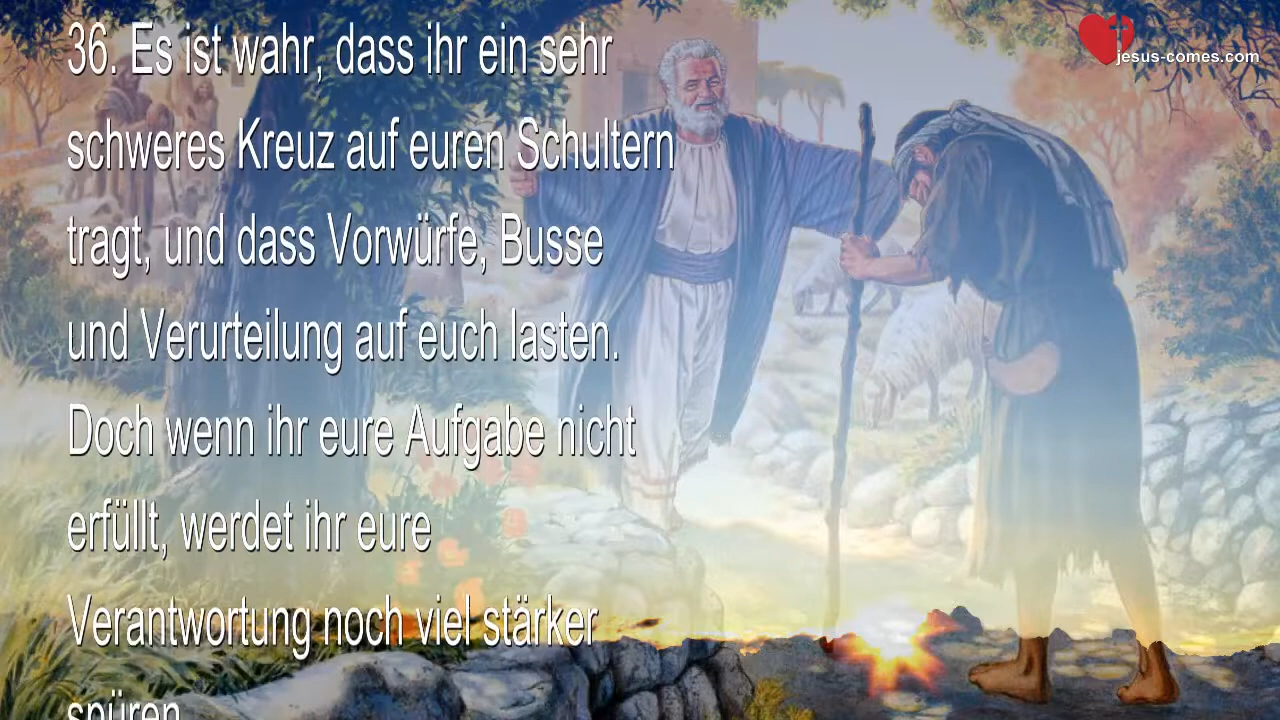 jesus-comes.com
36. Es ist wahr, dass ihr ein sehr
schweres Kreuz auf euren Schultern
tragt, und dass Vorwürfe, Busse
und Verurteilung auf euch lasten.
Doch wenn ihr eure Aufgabe nicht
erfüllt, werdet ihr eure
Verantwortung noch viel stärker
spüren